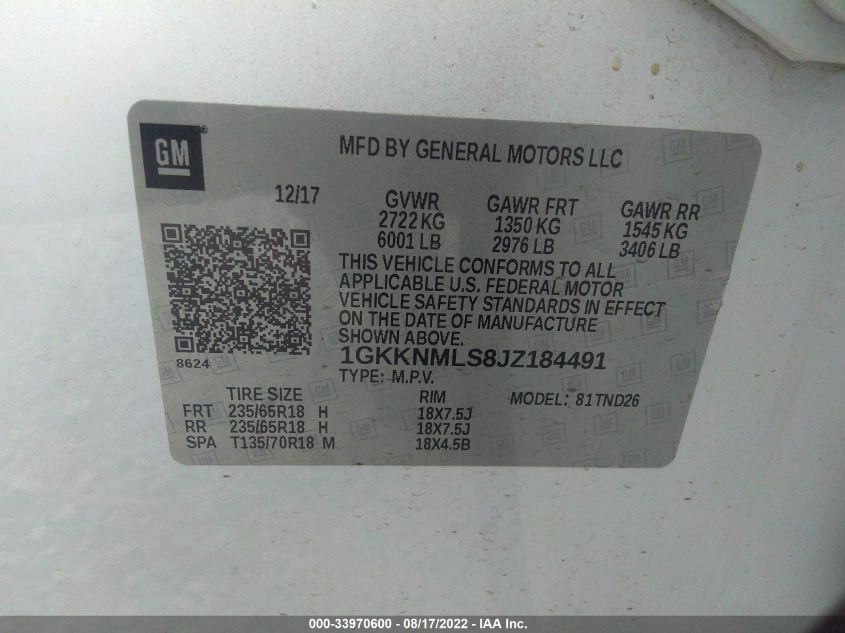 GM
MFD BY GENERAL MOTORS LLC
12/17
GVWR
2722 KG
6001 LB
GAWR FRT
1350 KG
2976 LB
GAWR RR
1545 KG
3406 LB
THIS VEHICLE CONFORMS TO ALL
APPLICABLE U.S. FEDERAL MOTOR
VEHICLE SAFETY STANDARDS IN EFFECT
ON THE DATE OF MANUFACTURE
SHOWN ABOVE.
8624
1GKKNMLS8JZ184491
TYPE: M.P.V.
TIRE SIZE RIM MODEL: 81TND26
FRT 235/65R18 H 18X7.5J
RR 235/65R18 H 18X7.5J
SPA T135/70R18 M 18X4.5B
000-33970600 - 08/17/2022 - IAA Inc.